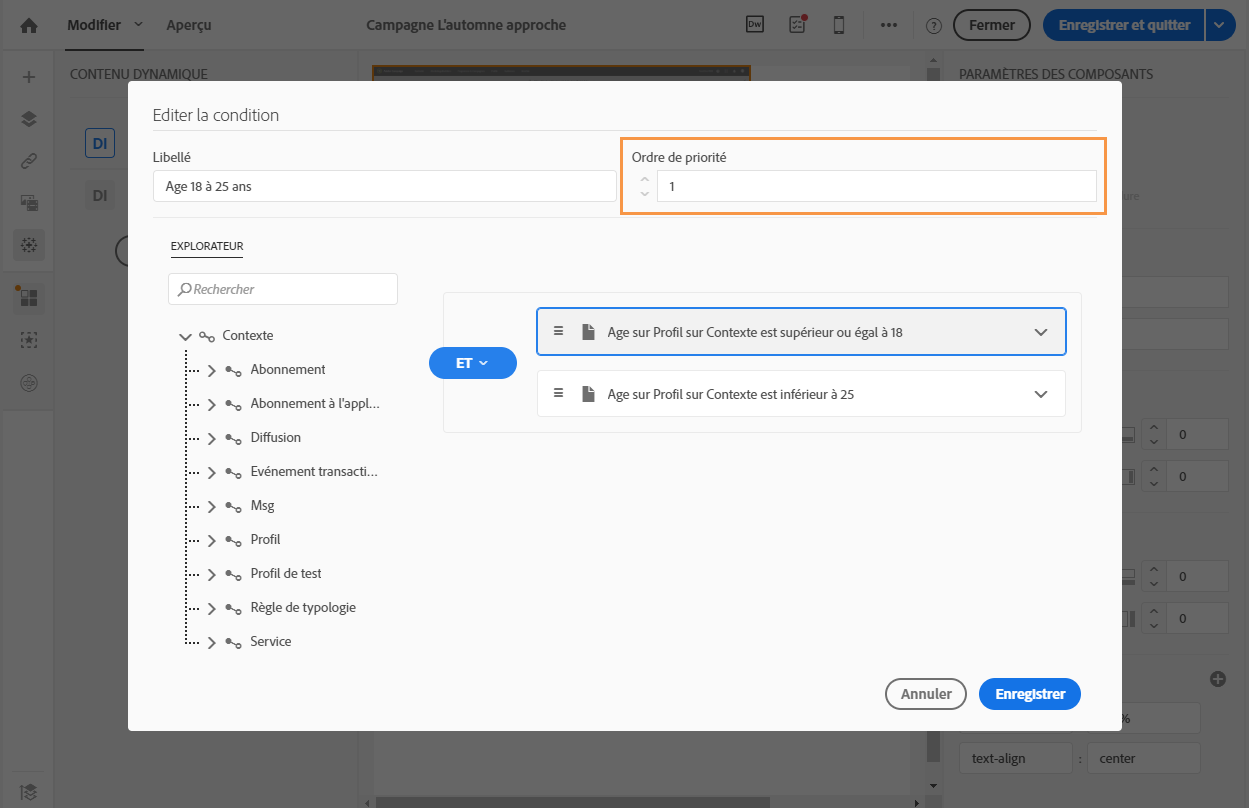 Modifier
Aperçu
Campagne L'automne approche
Dw
Fermer
Enregistrer et quitter
CONTENU DYNAMIQUE
PARAMÈTRES DES COMPOSANTS
DI
DI
Editer la condition
Libellé
Age 18 à 25 ans
Ordre de priorité
1
EXPLORATEUR
Rechercher
Contexte
Abonnement
Abonnement à l'appl...
Diffusion
Evénement transacti...
Msg
Profil
Profil de test
Règle de typologie
Service
ET
Age sur Profil sur Contexte est supérieur ou égal à 18
Age sur Profil sur Contexte est inférieur à 25
0
0
0
0
Annuler
Enregistrer
%
text-align : center